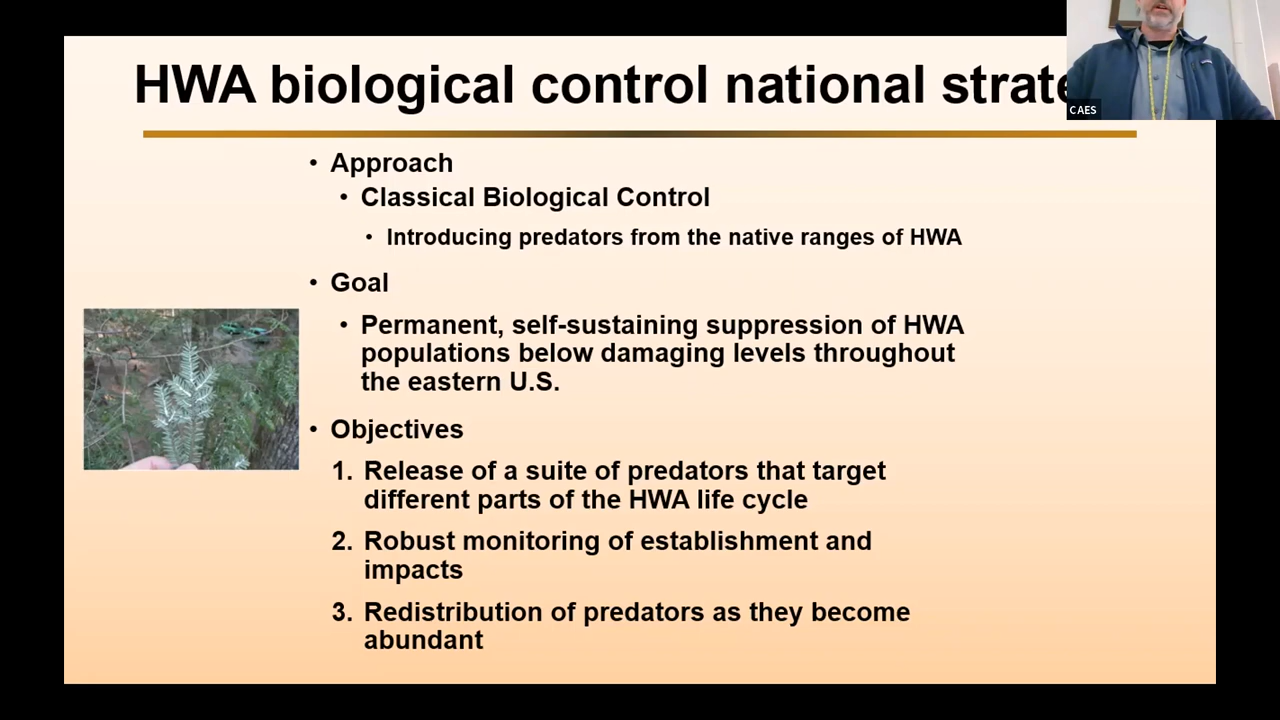 HWA biological control national strate
CAES
• Approach
• Classical Biological Control
• Introducing predators from the native ranges of HWA
• Goal
• Permanent, self-sustaining suppression of HWA
populations below damaging levels throughout
the eastern U.S.
• Objectives
1. Release of a suite of predators that target
different parts of the HWA life cycle
2. Robust monitoring of establishment and
impacts
3. Redistribution of predators as they become
abundant